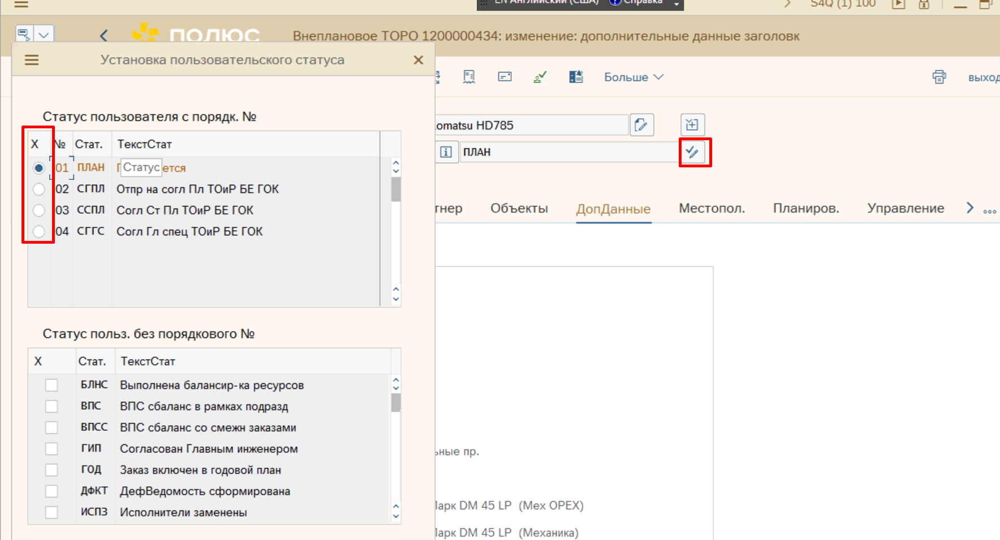 EN Английский (США) Справка
S4Q (1) 100
ПОЛЮС
Внеплановое ТОРО 1200000434: изменение: дополнительные данные заголовк
Установка пользовательского статуса
Больше
выход
Статус пользователя с порядк. №
omatsu HD785
X № Стат. ТекстСтат
ПЛАН
01 ПЛАН Статус ется
02 СГПЛ Отпр на согл Пл ТОиР БЕ ГОК
03 ССПЛ Согл Ст Пл ТОиР БЕ ГОК
04 СГГС Согл Гл спец ТОиР БЕ ГОК
тнер Объекты ДопДанные Местопол. Планиров. Управление
Статус польз. без порядкового №
X Стат. ТекстСтат
БЛНС Выполнена балансир-ка ресурсов
ВПС ВПС сбаланс в рамках подразд
ВПСС ВПС сбаланс со смежн заказами
ГИП Согласован Главным инженером
ьные пр.
ГОД Заказ включен в годовой план
ДФКТ ДефВедомость сформирована
Парк DM 45 LP (Мех OPEX)
ИСПЗ Исполнители заменены
Парк DM 45 LP (Механика)